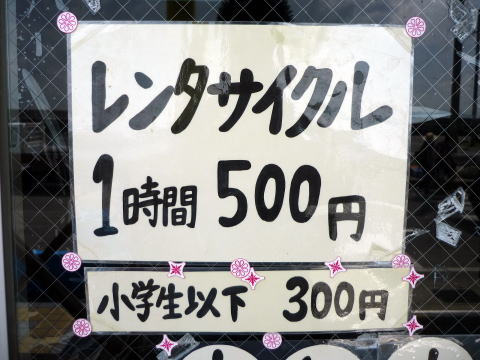 レンタサイクル
1時間 500円
小学生以下 300円